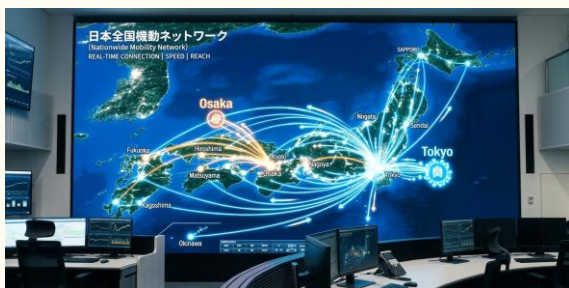 日本全国機動ネットワーク
(Nationwide Mobility Network)
REAL-TIME CONNECTION | SPEED | REACH
SAPPORO
Osaka
Niigata
Sendai
Fukuoka
Hiroshima
Kyoto
Tokyo
Matsuyama
Osaka
Nagoya
Tokyo
Kagoshima
Okinawa